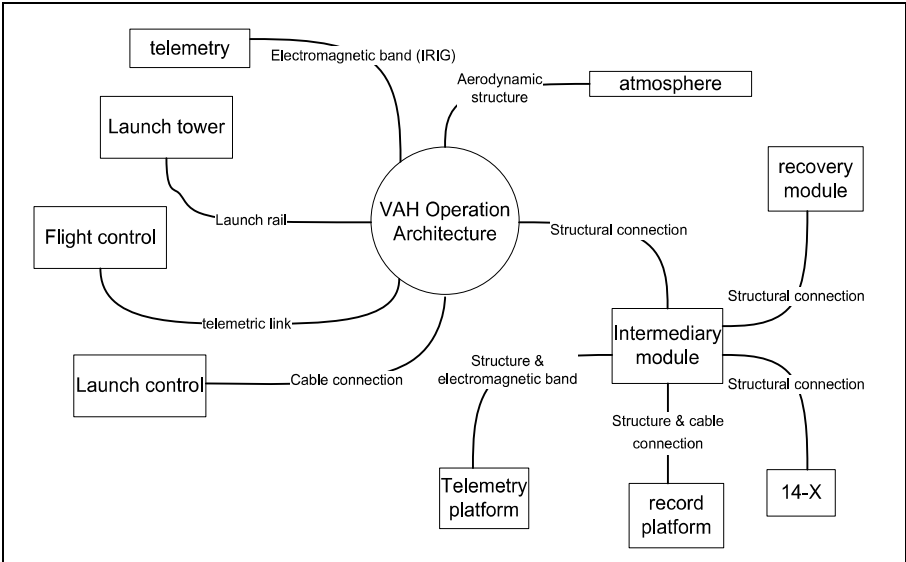 telemetry
Electromagnetic band (IRIG)
Aerodynamic
structure
atmosphere
Launch tower
Launch rail
VAH Operation
Architecture
recovery
module
Flight control
Structural connection
telemetric link
Structural connection
Intermediary
module
Launch control
Cable connection
Structure &
electromagnetic band
Structural connection
Structure & cable
connection
Telemetry
platform
record
platform
14-X